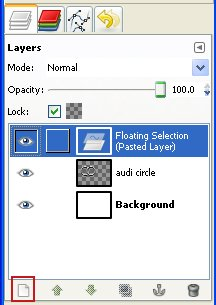 Layers
Mode: Normal
Opacity: 100.0
Lock:
Floating Selection
(Pasted Layer)
audi circle
Background